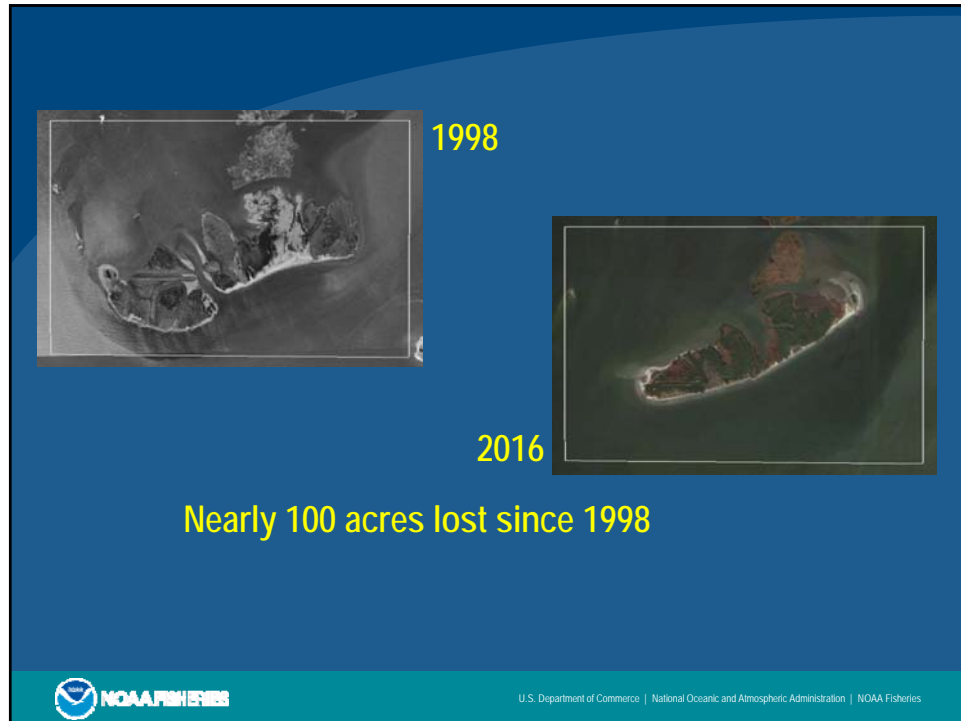 1998
2016
Nearly 100 acres lost since 1998
NOAA FISHERIES
U.S. Department of Commerce | National Oceanic and Atmospheric Administration | NOAA Fisheries